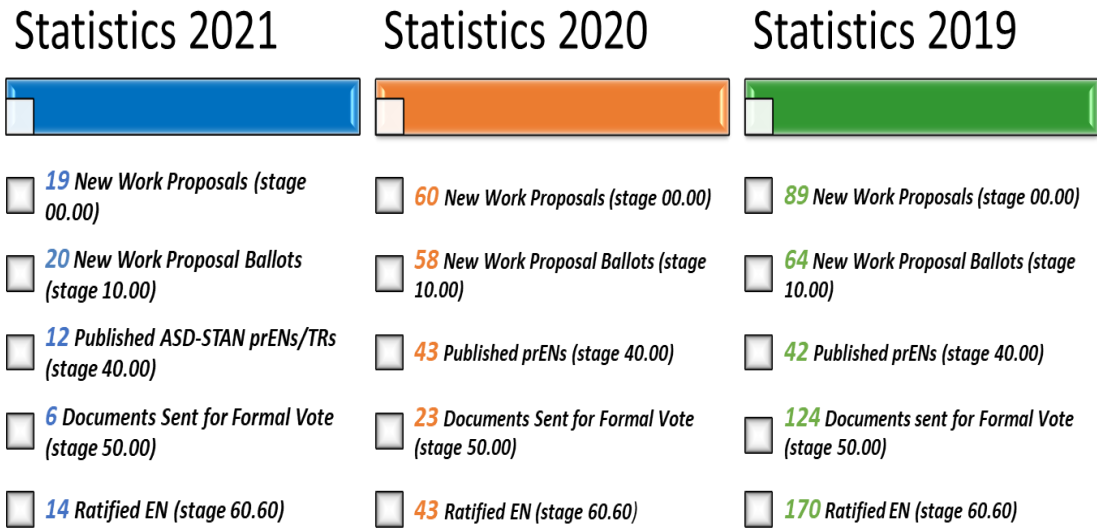 Statistics 2021
19 New Work Proposals (stage
00.00)
20 New Work Proposal Ballots
(stage 10.00)
12 Published ASD-STAN prENs/TRs
(stage 40.00)
6 Documents Sent for Formal Vote
(stage 50.00)
14 Ratified EN (stage 60.60)
Statistics 2020
60 New Work Proposals (stage 00.00)
58 New Work Proposal Ballots (stage
10.00)
43 Published prENs (stage 40.00)
23 Documents Sent for Formal Vote
(stage 50.00)
43 Ratified EN (stage 60.60)
Statistics 2019
89 New Work Proposals (stage 00.00)
64 New Work Proposal Ballots (stage
10.00)
42 Published prENs (stage 40.00)
124 Documents sent for Formal Vote
(stage 50.00)
170 Ratified EN (stage 60.60)